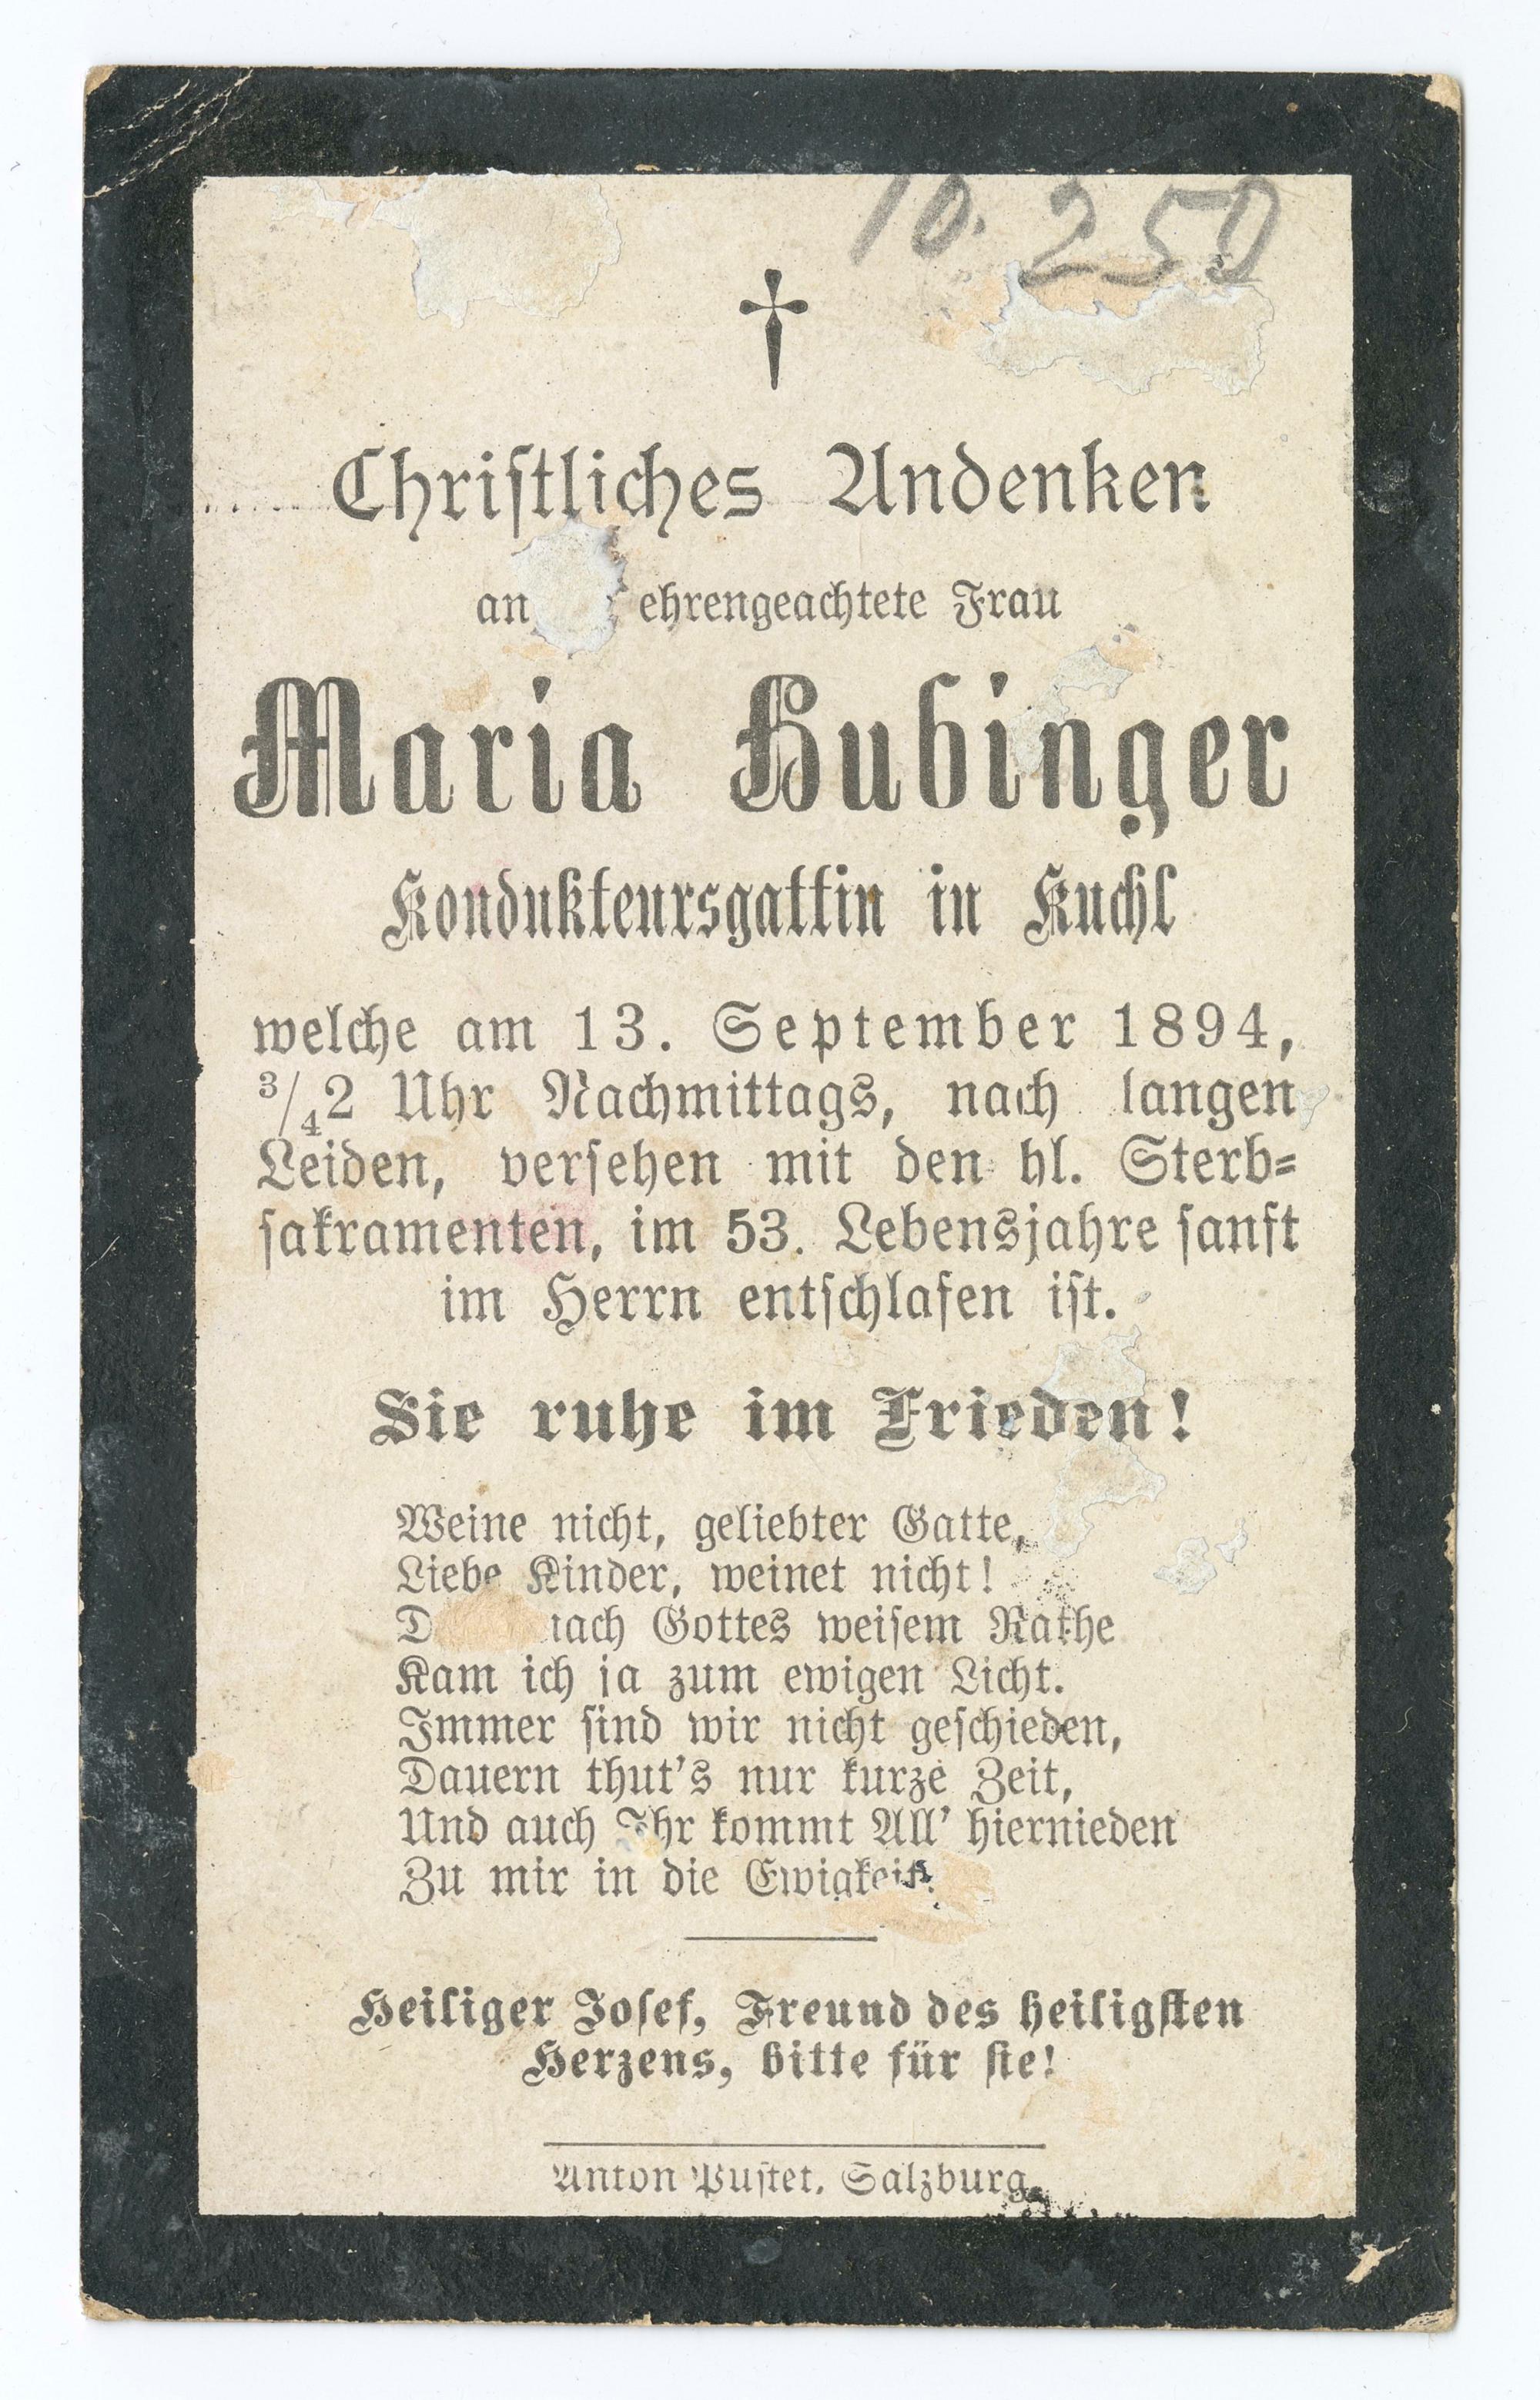 10. 250
†
Christliches Andenken
an ehrengeachtete Frau
Maria Hubinger
Kondukteursgattin in Kuchl
welche am 13. September 1894,
3/42 Uhr Nachmittags, nach langen
Leiden, versehen mit den hl. Sterb=
sakramenten, im 53. Lebensjahre sanft
im Herrn entschlafen ist.
Sie ruhe im Frieden!
Weine nicht, geliebter Gatte,
Liebe Kinder, weinet nicht!
nach Gottes weisem Rathe
Kam ich ja zum ewigen Licht.
Immer sind wir nicht geschieden,
Dauern thut's nur kurze Zeit,
Und auch Ihr kommt All' hiernieden
Zu mir in die Ewigkeit.
Heiliger Josef, Freund des heiligsten
Herzens, bitte für sie!
Anton Pustet, Salzburg.